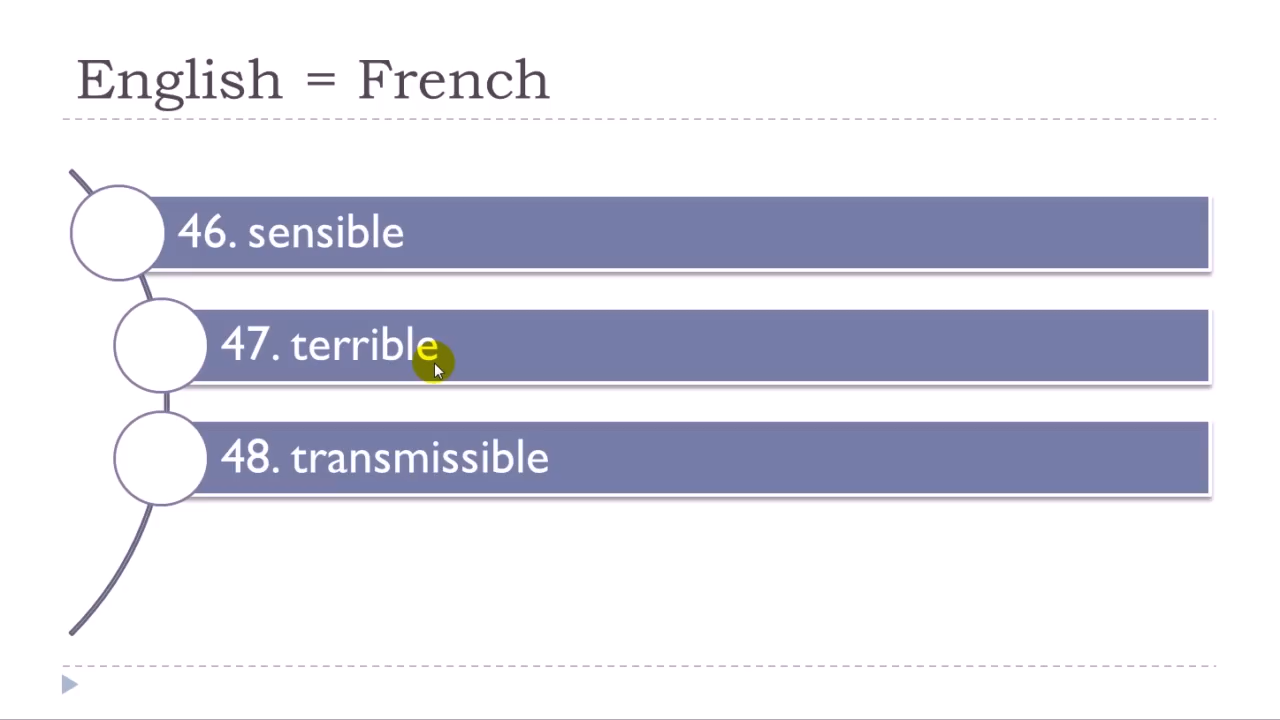 English = French
46. sensible
47. terrible
48. transmissible